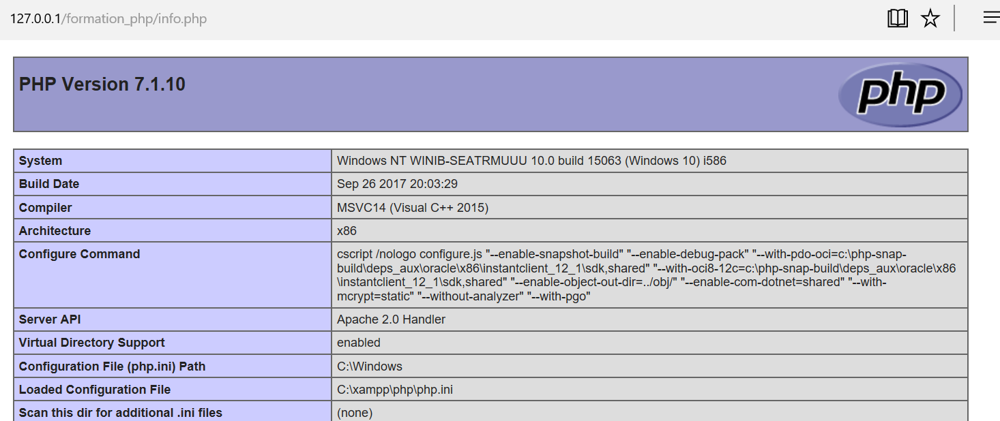 127.0.0.1/formation_php/info.php
PHP Version 7.1.10
php
System Windows NT WINIB-SEATRMUUU 10.0 build 15063 (Windows 10) i586
Build Date Sep 26 2017 20:03:29
Compiler MSVC14 (Visual C++ 2015)
Architecture x86
Configure Command cscript /nologo configure.js "--enable-snapshot-build" "--enable-debug-pack" "--with-pdo-oci=c:\php-snap-
build\deps_aux\oracle\x86\instantclient_12_1\sdk,shared" "--with-oci8-12c=c:\php-snap-build\deps_aux\oracle\x86
\instantclient_12_1\sdk,shared" "--enable-object-out-dir=../obj/" "--enable-com-dotnet=shared" "--with-
mcrypt=static" "--without-analyzer" "--with-pgo"
Server API Apache 2.0 Handler
Virtual Directory Support enabled
Configuration File (php.ini) Path C:\Windows
Loaded Configuration File C:\xampp\php\php.ini
Scan this dir for additional .ini files (none)